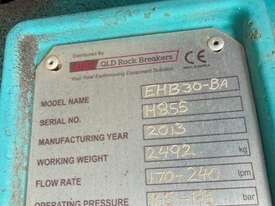 Distributed By
QLD Rock Breakers
Your Total Earthmoving Equipment Solution
CE
MODEL NAME EHB30-BA
SERIAL NO. H855
MANUFACTURING YEAR 2013
WORKING WEIGHT 2492 kg
FLOW RATE 170-240 lpm
OPERATING PRESSURE bar